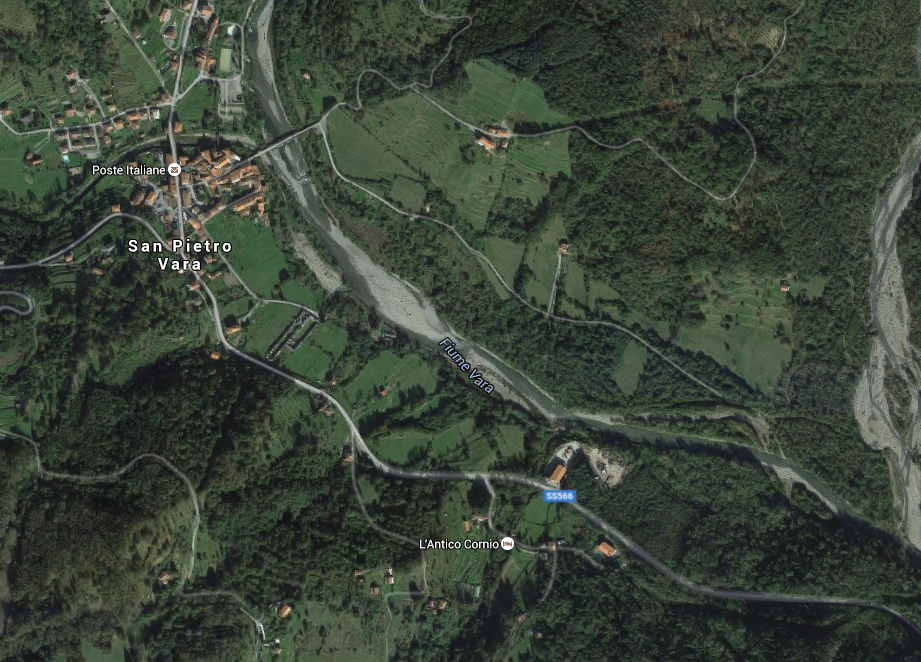 Poste Italiane
San Pietro
Vara
Fiume Vara
SS566
L'Antico Cornio